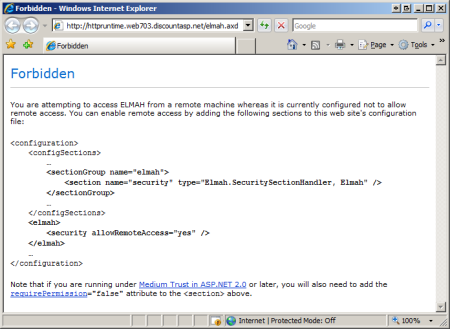 Forbidden - Windows Internet Explorer
http://httpruntime.web703.discountasp.net/elmah.axd
Google
Forbidden
Page
Tools
Forbidden
You are attempting to access ELMAH from a remote machine whereas it is currently configured not to allow
remote access. You can enable remote access by adding the following sections to this web site's configuration
file:
<configuration>
<configSections>
…
<sectionGroup name="elmah">
<section name="security" type="Elmah.SecuritySectionHandler, Elmah" />
</sectionGroup>
…
</configSections>
<elmah>
<security allowRemoteAccess="yes" />
</elmah>
…
</configuration>
Note that if you are running under Medium Trust in ASP.NET 2.0 or later, you will also need to add the
requirePermission="false" attribute to the <section> above.
Internet | Protected Mode: Off
100%